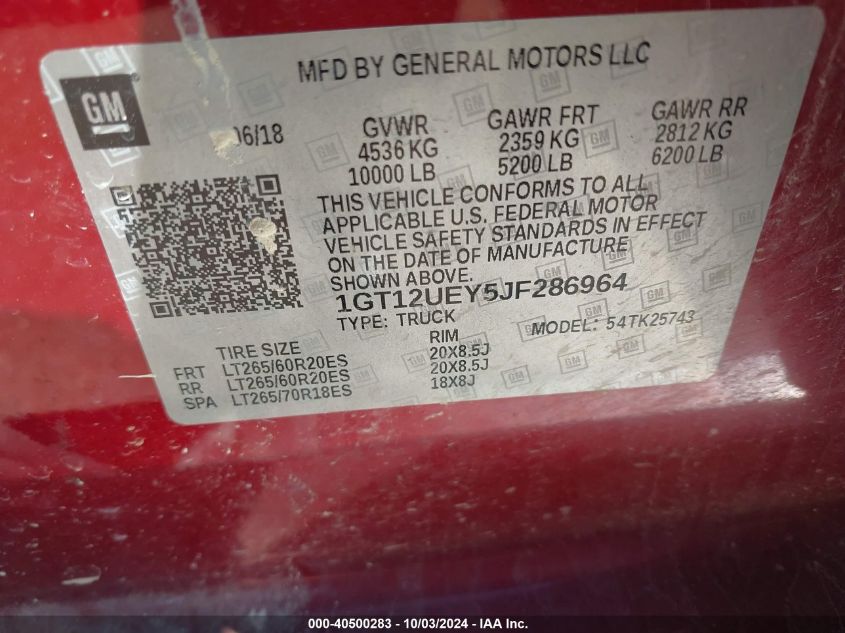 MFD BY GENERAL MOTORS LLC
GM
06/18 GVWR GAWR FRT GAWR RR
4536 KG 2359 KG 2812 KG
10000 LB 5200 LB 6200 LB
THIS VEHICLE CONFORMS TO ALL
APPLICABLE U.S. FEDERAL MOTOR
VEHICLE SAFETY STANDARDS IN EFFECT
ON THE DATE OF MANUFACTURE
SHOWN ABOVE.
1GT12UEY5JF286964
TYPE: TRUCK MODEL: 54TK25743
TIRE SIZE RIM
FRT LT265/60R20ES 20X8.5J
RR LT265/60R20ES 20X8.5J
SPA LT265/70R18ES 18X8J
000-40500283 - 10/03/2024 - IAA Inc.